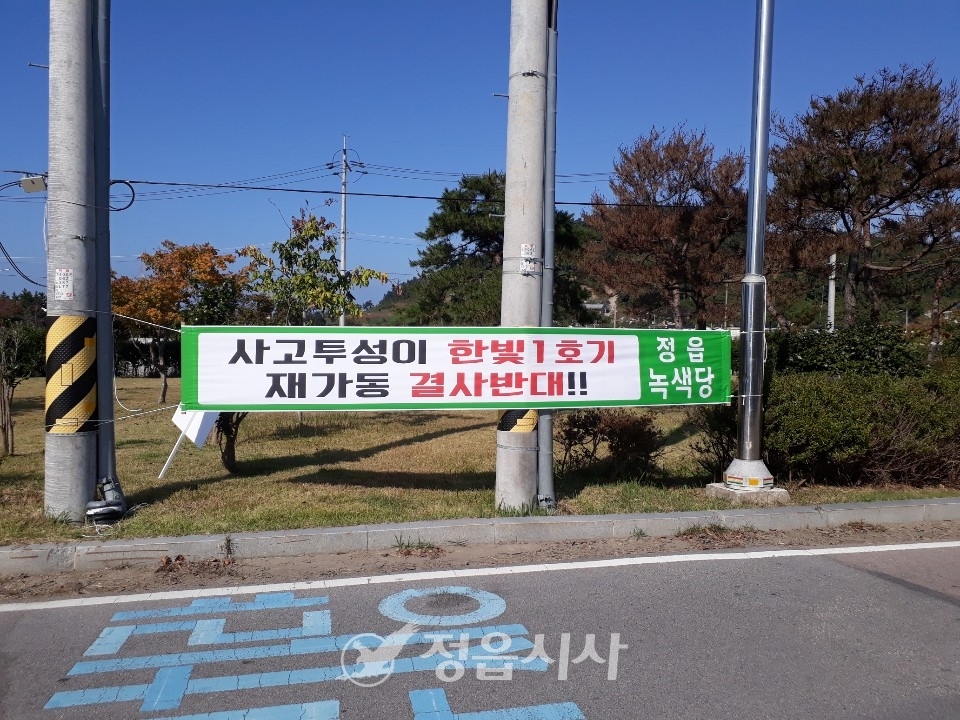 사고투성이 한빛1호기
재가동 결사반대!!
정읍
녹색당
정읍시사